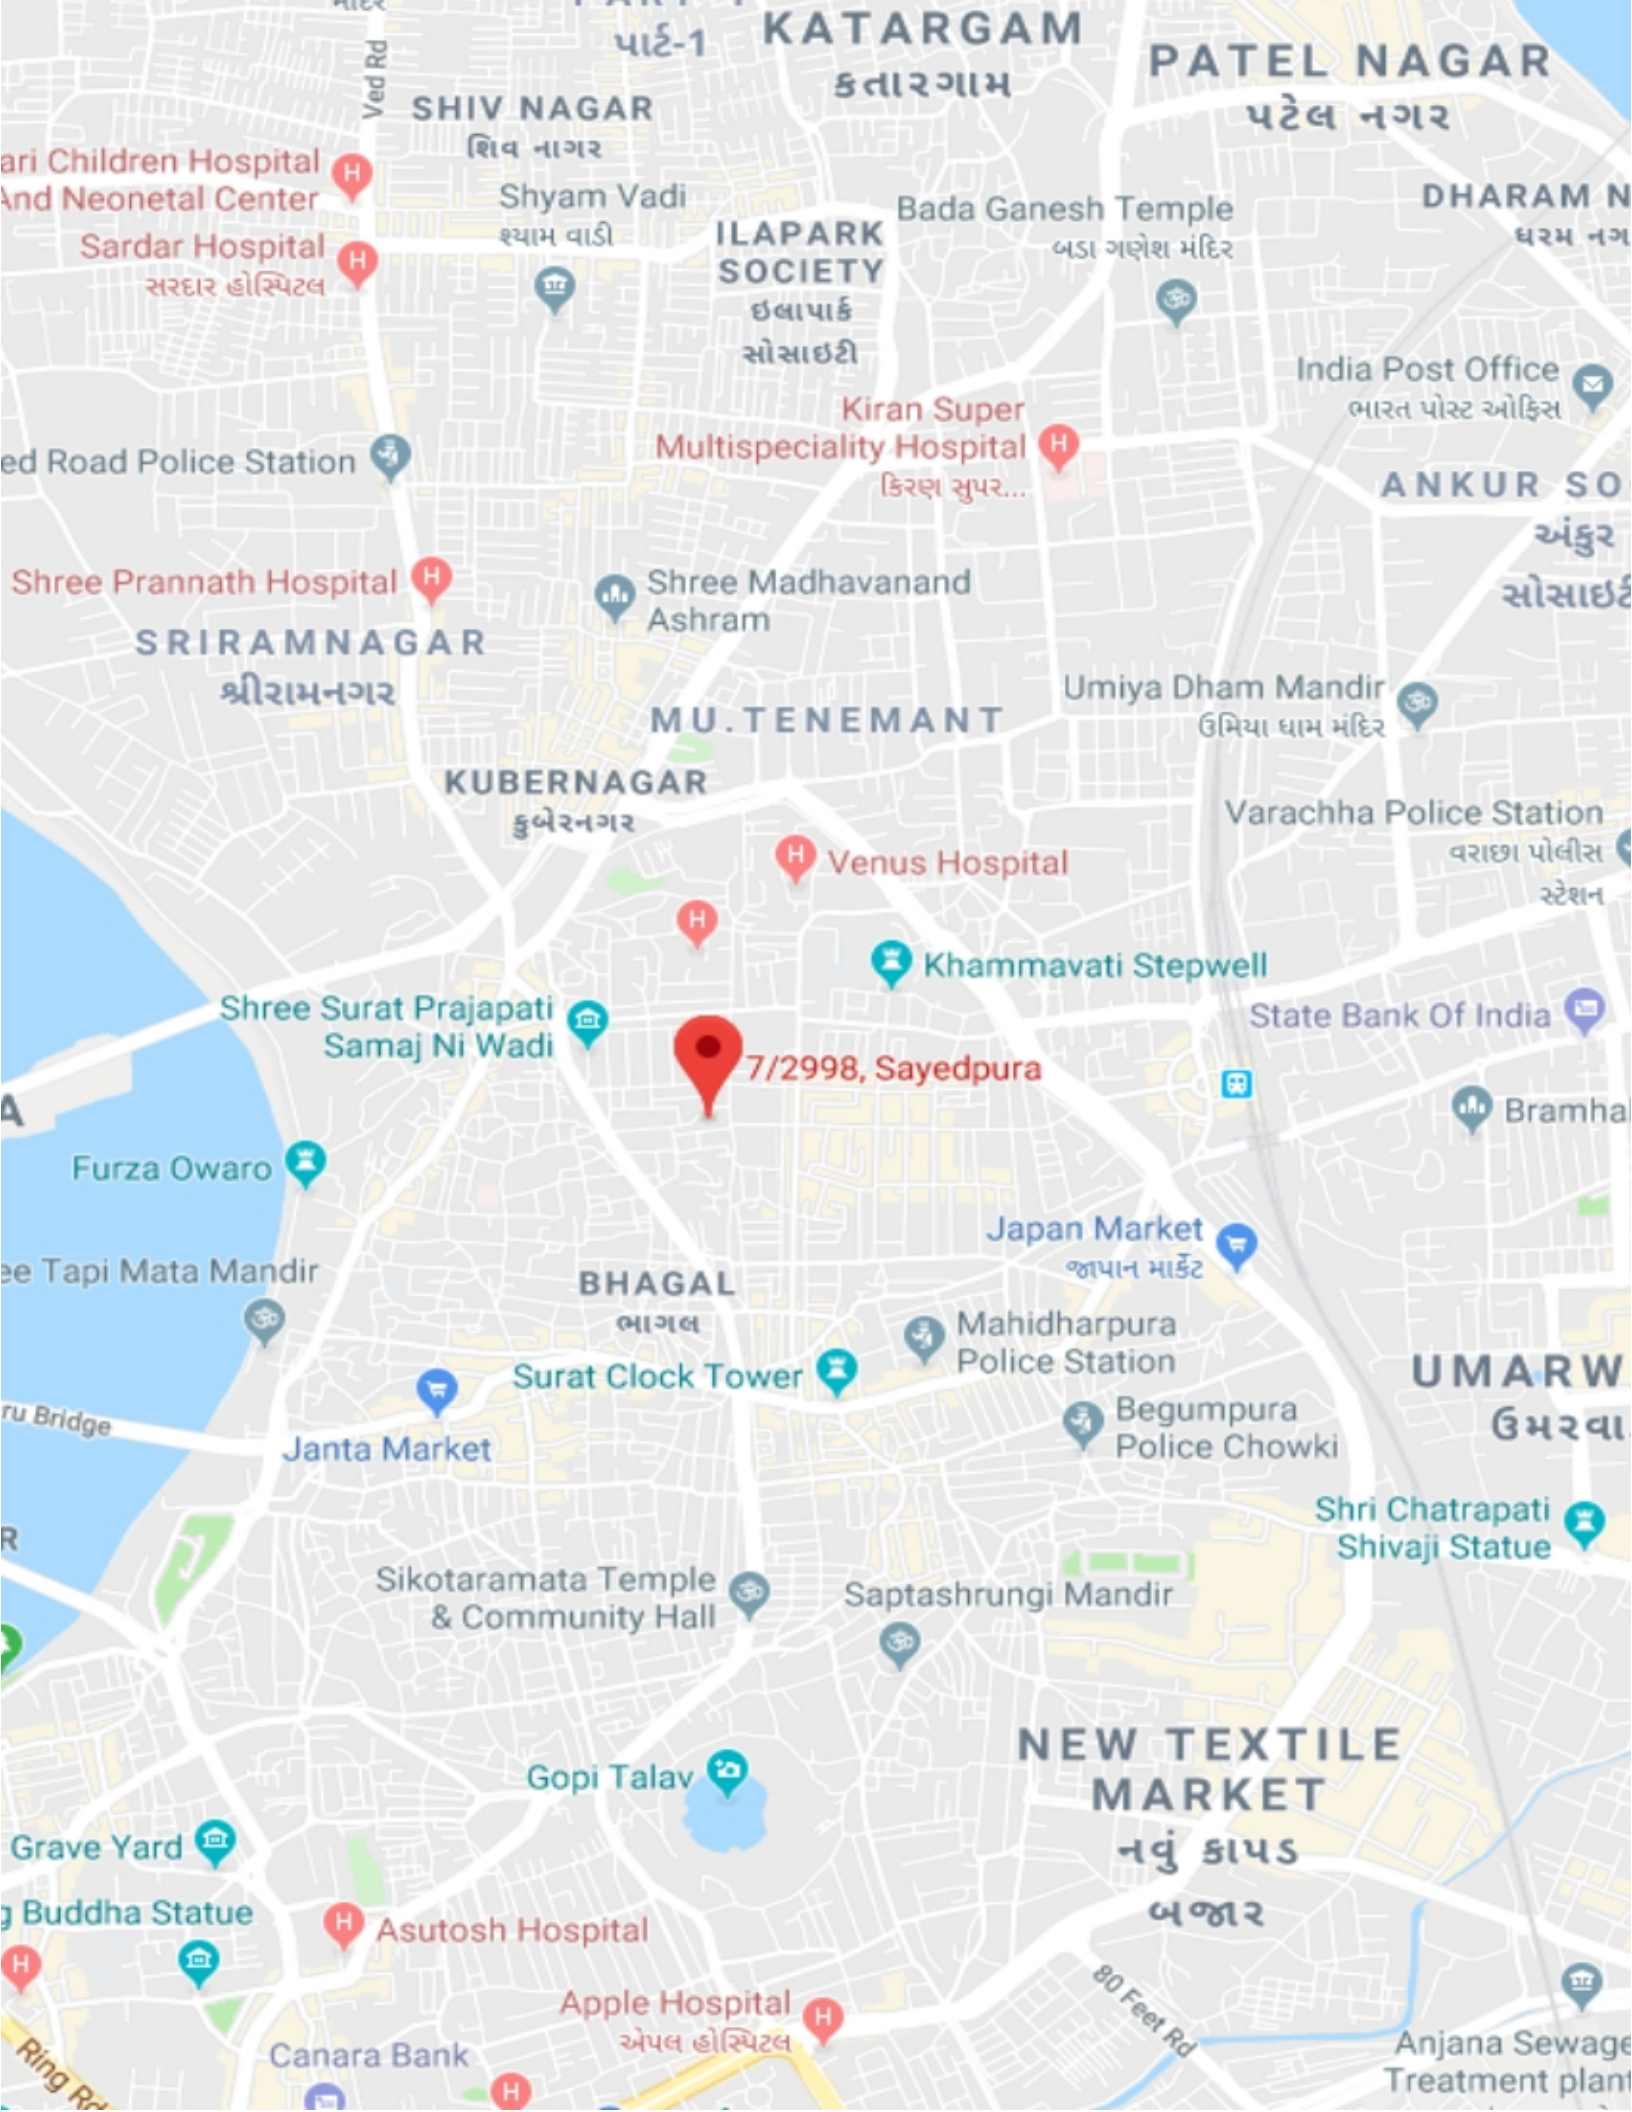 KATARGAM
પાર્ટ-1
કતારગામ
PATEL NAGAR
પટેલ નગર
Ved Rd
SHIV NAGAR
શિવ નાગર
ari Children Hospital
And Neonetal Center
Shyam Vadi
શ્યામ વાડી
Bada Ganesh Temple
બડા ગણેશ મંદિર
DHARAM N
ધરમ નગ
Sardar Hospital
સરદાર હોસ્પિટલ
ILAPARK
SOCIETY
ઇલાપાર્ક
સોસાઇટી
India Post Office
ભારત પોસ્ટ ઓફિસ
Kiran Super
Multispeciality Hospital
કિરણ સુપર...
ed Road Police Station
ANKUR SO
અંકુર
સોસાઇટી
Shree Prannath Hospital
Shree Madhavanand
Ashram
SRIRAMNAGAR
શ્રીરામનગર
Umiya Dham Mandir
ઉમિયા ધામ મંદિર
MU.TENEMANT
KUBERNAGAR
કુબેરનગર
Varachha Police Station
વરાછા પોલીસ
સ્ટેશન
Venus Hospital
Khammavati Stepwell
Shree Surat Prajapati
Samaj Ni Wadi
State Bank Of India
7/2998, Sayedpura
A
Bramhal
Furza Owaro
Japan Market
જાપાન માર્કેટ
ee Tapi Mata Mandir
BHAGAL
ભાગલ
Mahidharpura
Police Station
Surat Clock Tower
UMARW
ઉમરવા
ru Bridge
Janta Market
Begumpura
Police Chowki
Shri Chatrapati
Shivaji Statue
R
Sikotaramata Temple
& Community Hall
Saptashrungi Mandir
NEW TEXTILE
MARKET
નવું કાપડ
બજાર
Gopi Talav
Grave Yard
g Buddha Statue
Asutosh Hospital
80 Feet Rd
Apple Hospital
એપલ હોસ્પિટલ
Ring Rd
Canara Bank
Anjana Sewage
Treatment plant